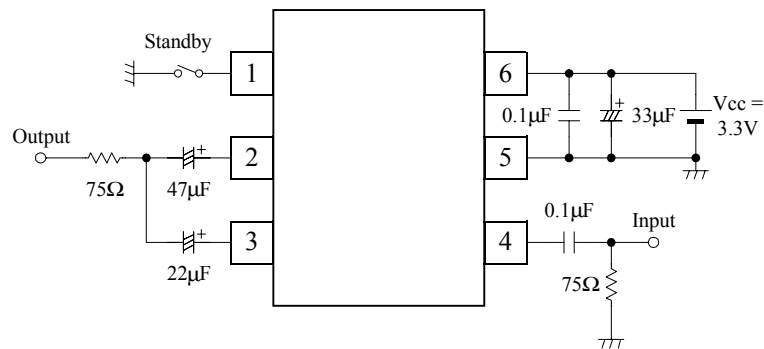 Standby
1
6
0.1μF
+
33μF
Vcc =
3.3V
Output
75Ω
+
47μF
2
5
+
22μF
3
4
0.1μF
Input
75Ω